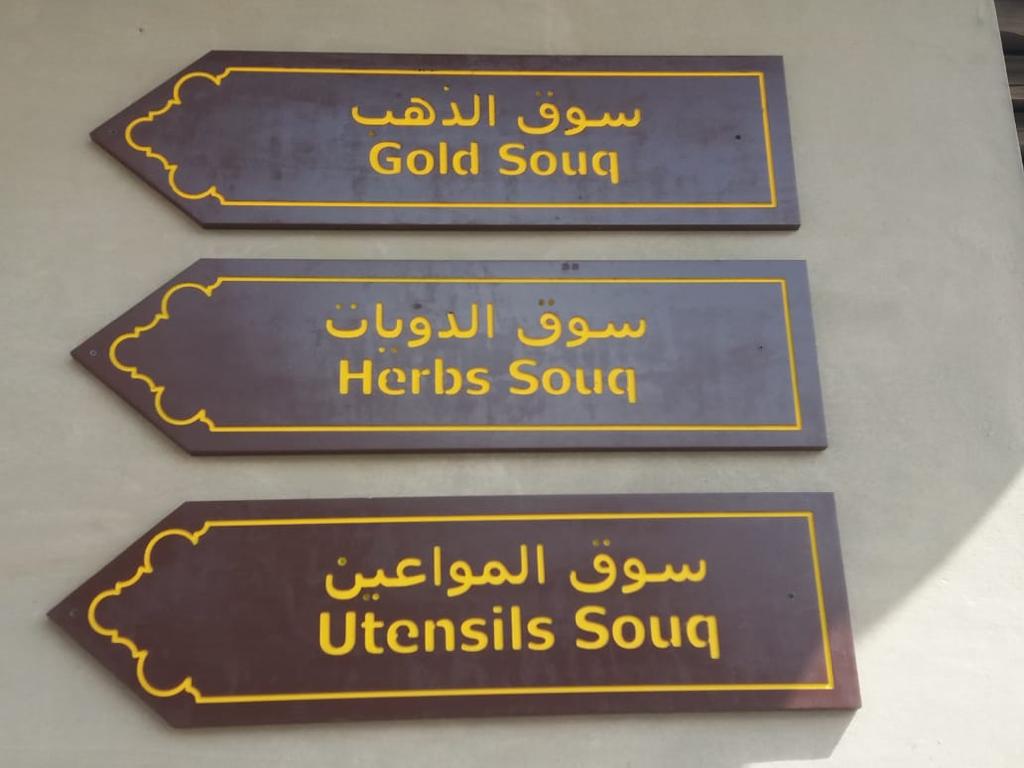 سوق الذهب
Gold Souq
سوق الدويات
Herbs Souq
سوق المواعين
Utensils Souq